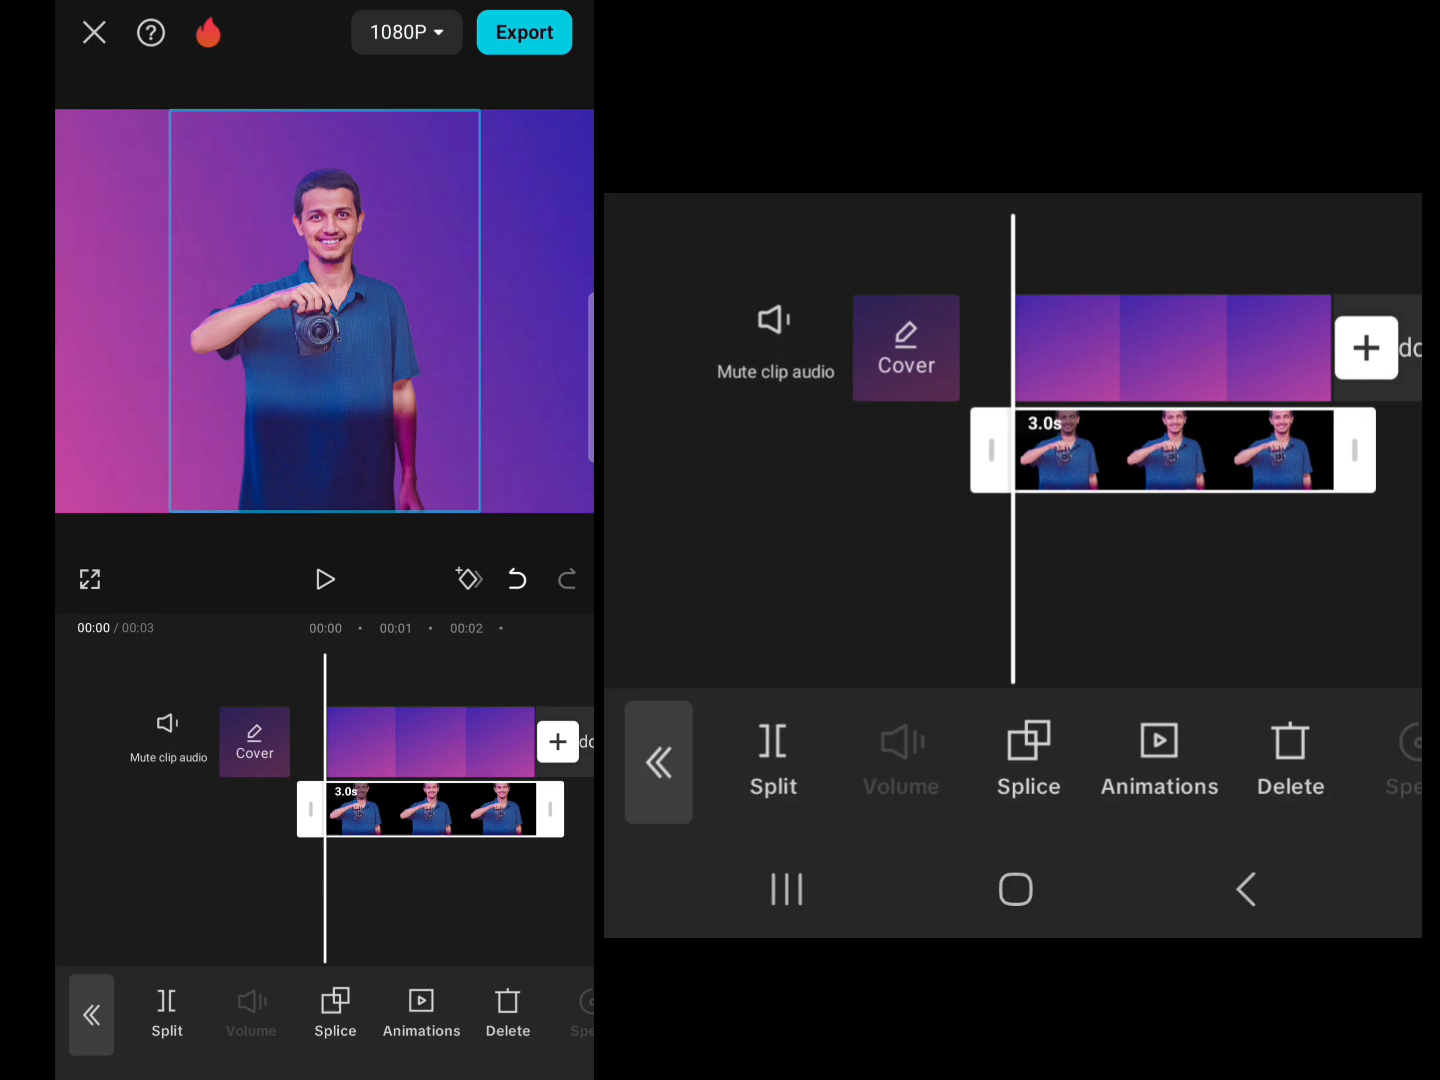 1080P
Export
00:00 / 00:03
00:00
00:01
00:02
Mute clip audio
Cover
3.0s
Split
Volume
Splice
Animations
Delete
Mute clip audio
Cover
3.0s
Split
Volume
Splice
Animations
Delete